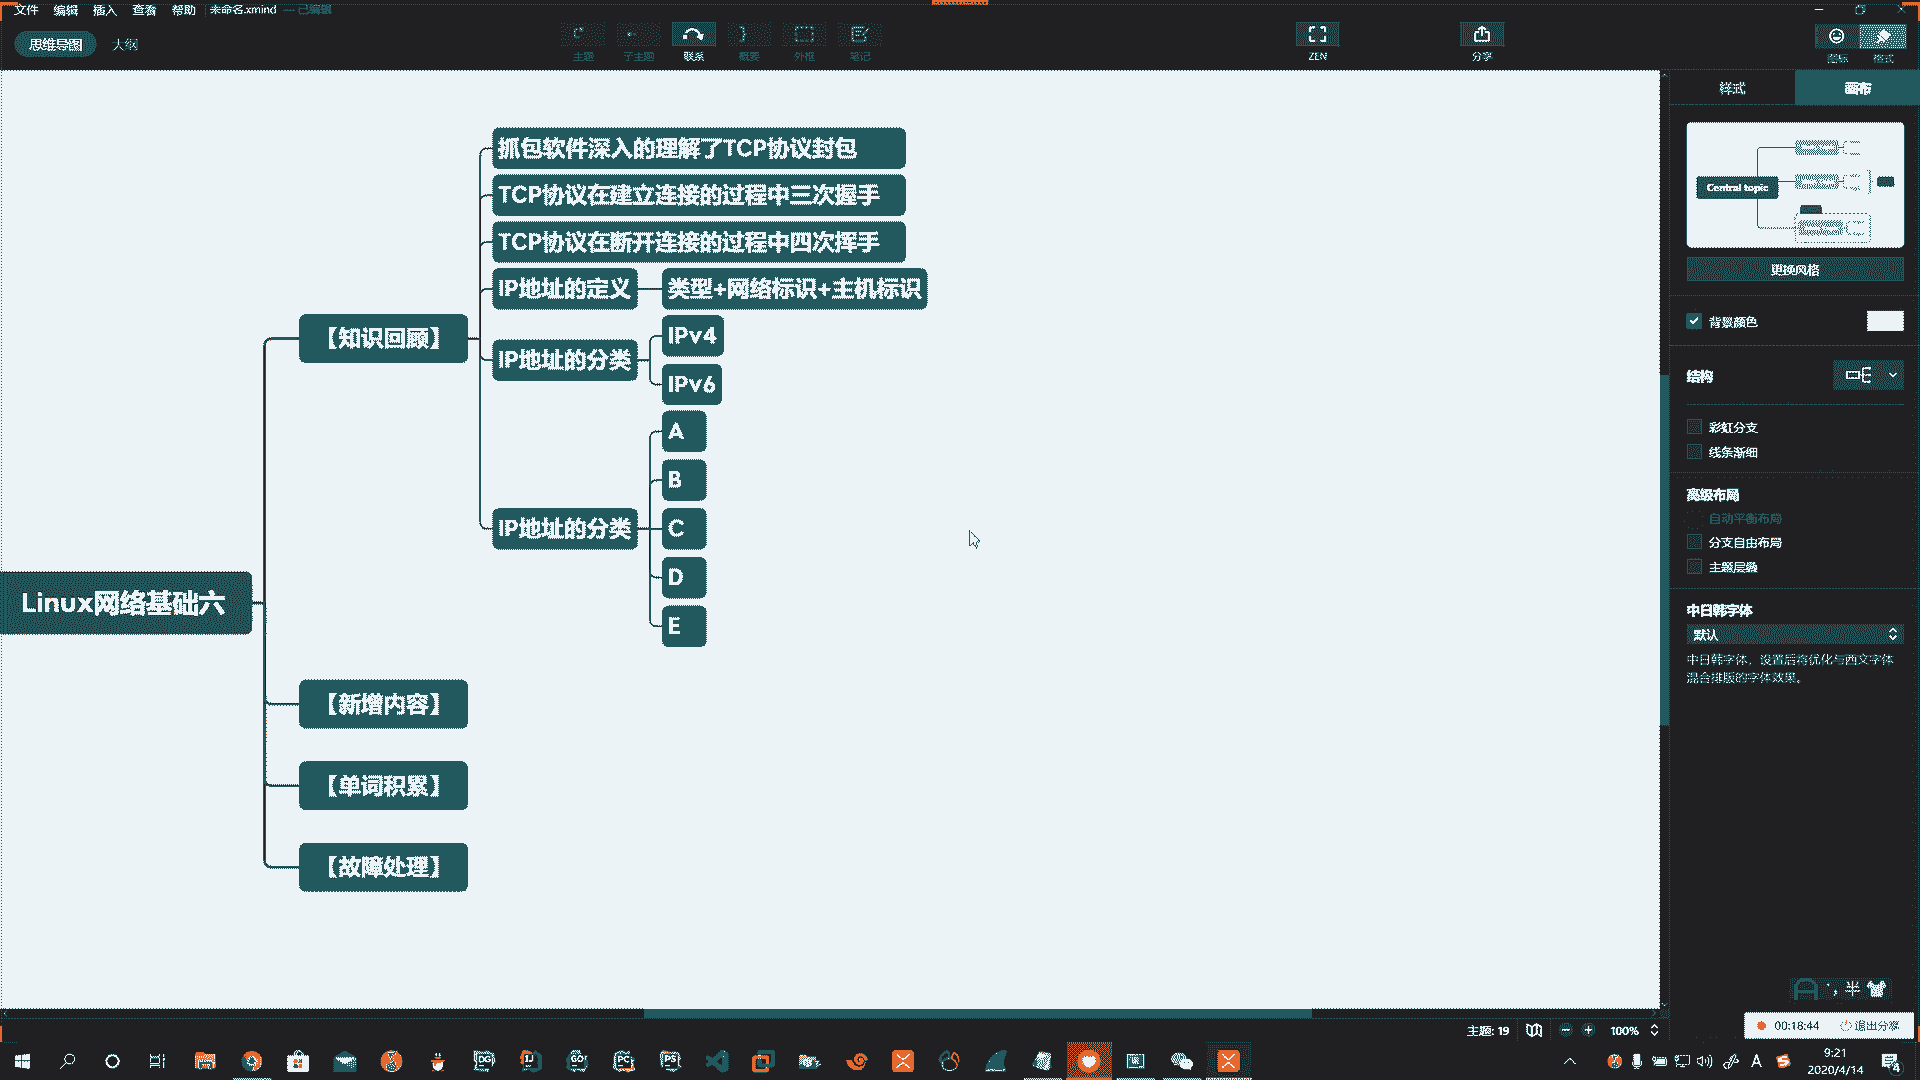 文件 编辑 插入 查看 帮助 未命名.xmind — 已编辑
思维导图 大纲
主题 子主题 联系 概要 外框 笔记 ZEN 分享 图标 格式
样式 画布
Central topic
更换风格
背景颜色
结构
彩虹分支
线条渐细
高级布局
自动平衡布局
分支自由布局
主题层叠
中日韩字体
默认
中日韩字体，设置后将优化与西文字体
混合排版的字体效果。
Linux网络基础六
【知识回顾】
抓包软件深入的理解了TCP协议封包
TCP协议在建立连接的过程中三次握手
TCP协议在断开连接的过程中四次挥手
IP地址的定义
类型+网络标识+主机标识
IP地址的分类
IPv4
IPv6
IP地址的分类
A
B
C
D
E
【新增内容】
【单词积累】
【故障处理】
主题: 19 100%
00:18:44 退出分享
半
DG IJ GO PC PS
A
9:21
2020/4/14
4